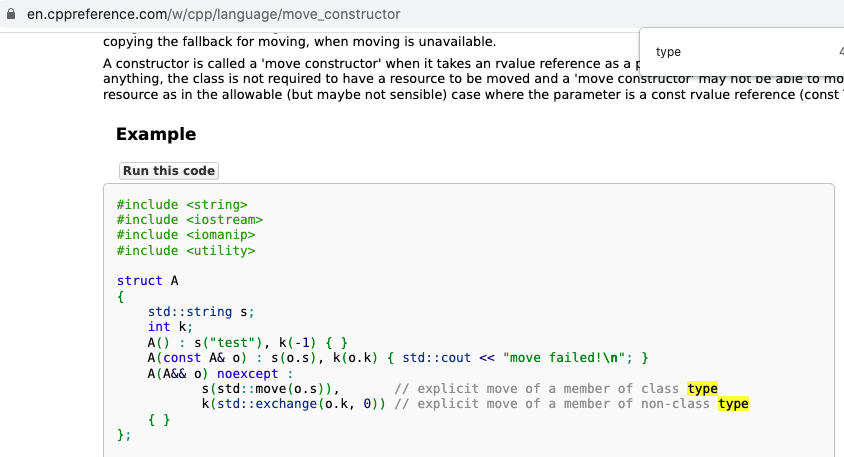 en.cppreference.com/w/cpp/language/move_constructor
type
copying the fallback for moving, when moving is unavailable.
A constructor is called a 'move constructor' when it takes an rvalue reference as a
anything, the class is not required to have a resource to be moved and a 'move constructor' may not be able to
resource as in the allowable (but maybe not sensible) case where the parameter is a const rvalue reference (const
Example
Run this code
#include <string>
#include <iostream>
#include <iomanip>
#include <utility>
struct A
{
    std::string s;
    int k;
    A() : s("test"), k(-1) { }
    A(const A& o) : s(o.s), k(o.k) { std::cout << "move failed!\n"; }
    A(A&& o) noexcept :
           s(std::move(o.s)),       // explicit move of a member of class type
           k(std::exchange(o.k, 0)) // explicit move of a member of non-class type
    { }
};